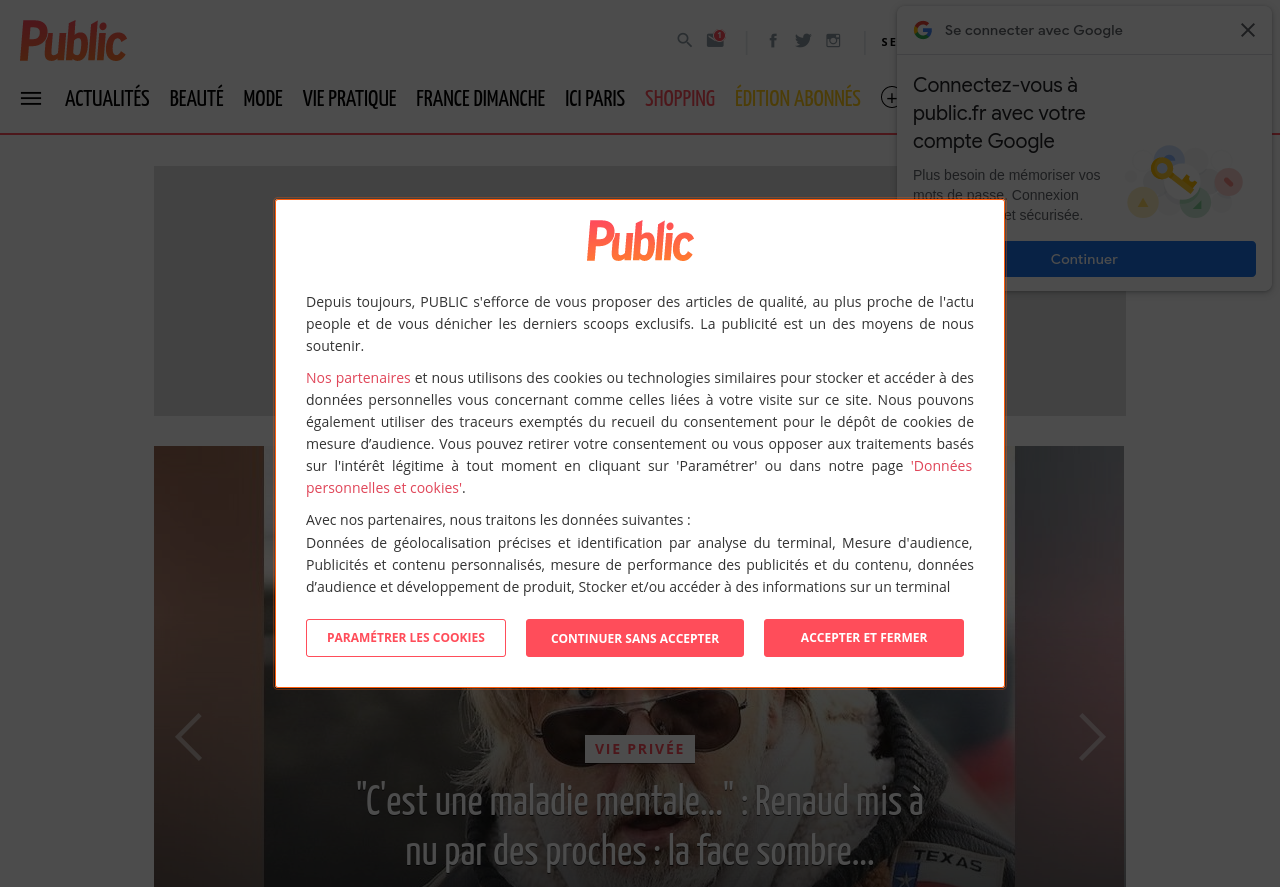 Public
1
SE
ACTUALITÉS BEAUTÉ MODE VIE PRATIQUE FRANCE DIMANCHE ICI PARIS SHOPPING ÉDITION ABONNÉS
Se connecter avec Google
Connectez-vous à
public.fr avec votre
compte Google
Plus besoin de mémoriser vos
mots de passe. Connexion
et sécurisée.
Continuer
Public
Depuis toujours, PUBLIC s'efforce de vous proposer des articles de qualité, au plus proche de l'actu
people et de vous dénicher les derniers scoops exclusifs. La publicité est un des moyens de nous
soutenir.
Nos partenaires et nous utilisons des cookies ou technologies similaires pour stocker et accéder à des
données personnelles vous concernant comme celles liées à votre visite sur ce site. Nous pouvons
également utiliser des traceurs exemptés du recueil du consentement pour le dépôt de cookies de
mesure d’audience. Vous pouvez retirer votre consentement ou vous opposer aux traitements basés
sur l'intérêt légitime à tout moment en cliquant sur 'Paramétrer' ou dans notre page 'Données
personnelles et cookies'.
Avec nos partenaires, nous traitons les données suivantes :
Données de géolocalisation précises et identification par analyse du terminal, Mesure d'audience,
Publicités et contenu personnalisés, mesure de performance des publicités et du contenu, données
d’audience et développement de produit, Stocker et/ou accéder à des informations sur un terminal
PARAMÉTRER LES COOKIES CONTINUER SANS ACCEPTER ACCEPTER ET FERMER
VIE PRIVÉE
"C'est une maladie mentale..." : Renaud mis à
nu par des proches : la face sombre...
TEXAS